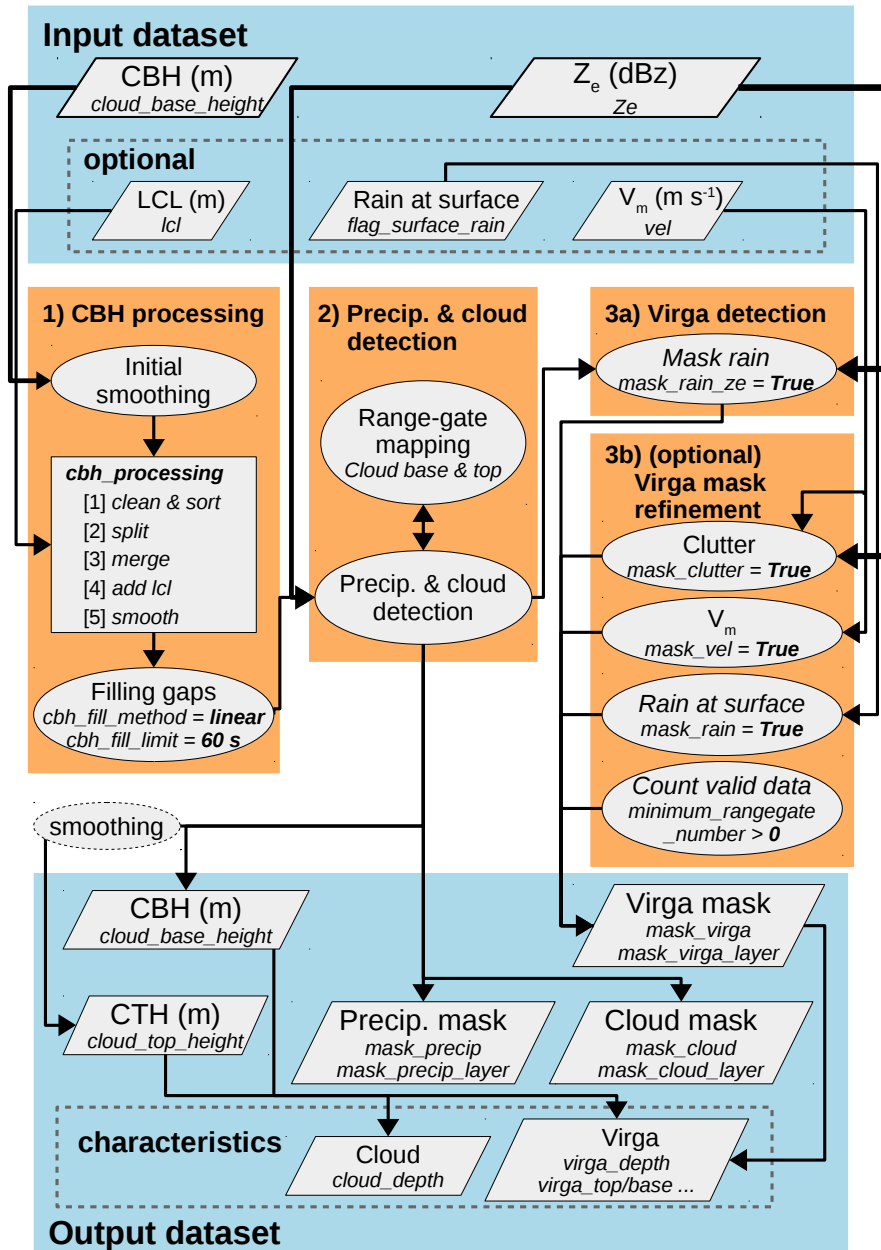 Input dataset
CBH (m)
cloud_base_height
Z_e (dBz)
Ze
optional
LCL (m)
lcl
Rain at surface
flag_surface_rain
V_m (m s⁻¹)
vel
1) CBH processing
Initial
smoothing
cbh_processing
[1] clean & sort
[2] split
[3] merge
[4] add lcl
[5] smooth
Filling gaps
cbh_fill_method = linear
cbh_fill_limit = 60 s
2) Precip. & cloud
detection
Range-gate
mapping
Cloud base & top
Precip. & cloud
detection
3a) Virga detection
Mask rain
mask_rain_ze = True
3b) (optional)
Virga mask
refinement
Clutter
mask_clutter = True
V_m
mask_vel = True
Rain at surface
mask_rain = True
Count valid data
minimum_rangegate
_number > 0
smoothing
CBH (m)
cloud_base_height
Virga mask
mask_virga
mask_virga_layer
CTH (m)
cloud_top_height
Precip. mask
mask_precip
mask_precip_layer
Cloud mask
mask_cloud
mask_cloud_layer
characteristics
Cloud
cloud_depth
Virga
virga_depth
virga_top/base ...
Output dataset